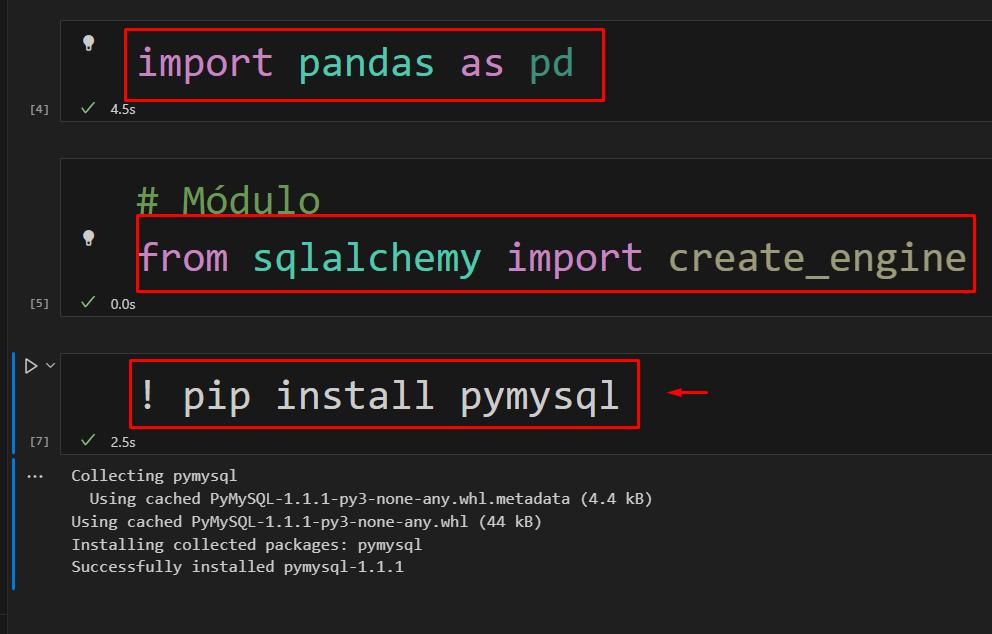 import pandas as pd
[4]
4.5s
# Módulo
from sqlalchemy import create_engine
[5]
0.0s
! pip install pymysql
[7]
2.5s
... Collecting pymysql
Using cached PyMySQL-1.1.1-py3-none-any.whl.metadata (4.4 kB)
Using cached PyMySQL-1.1.1-py3-none-any.whl (44 kB)
Installing collected packages: pymysql
Successfully installed pymysql-1.1.1